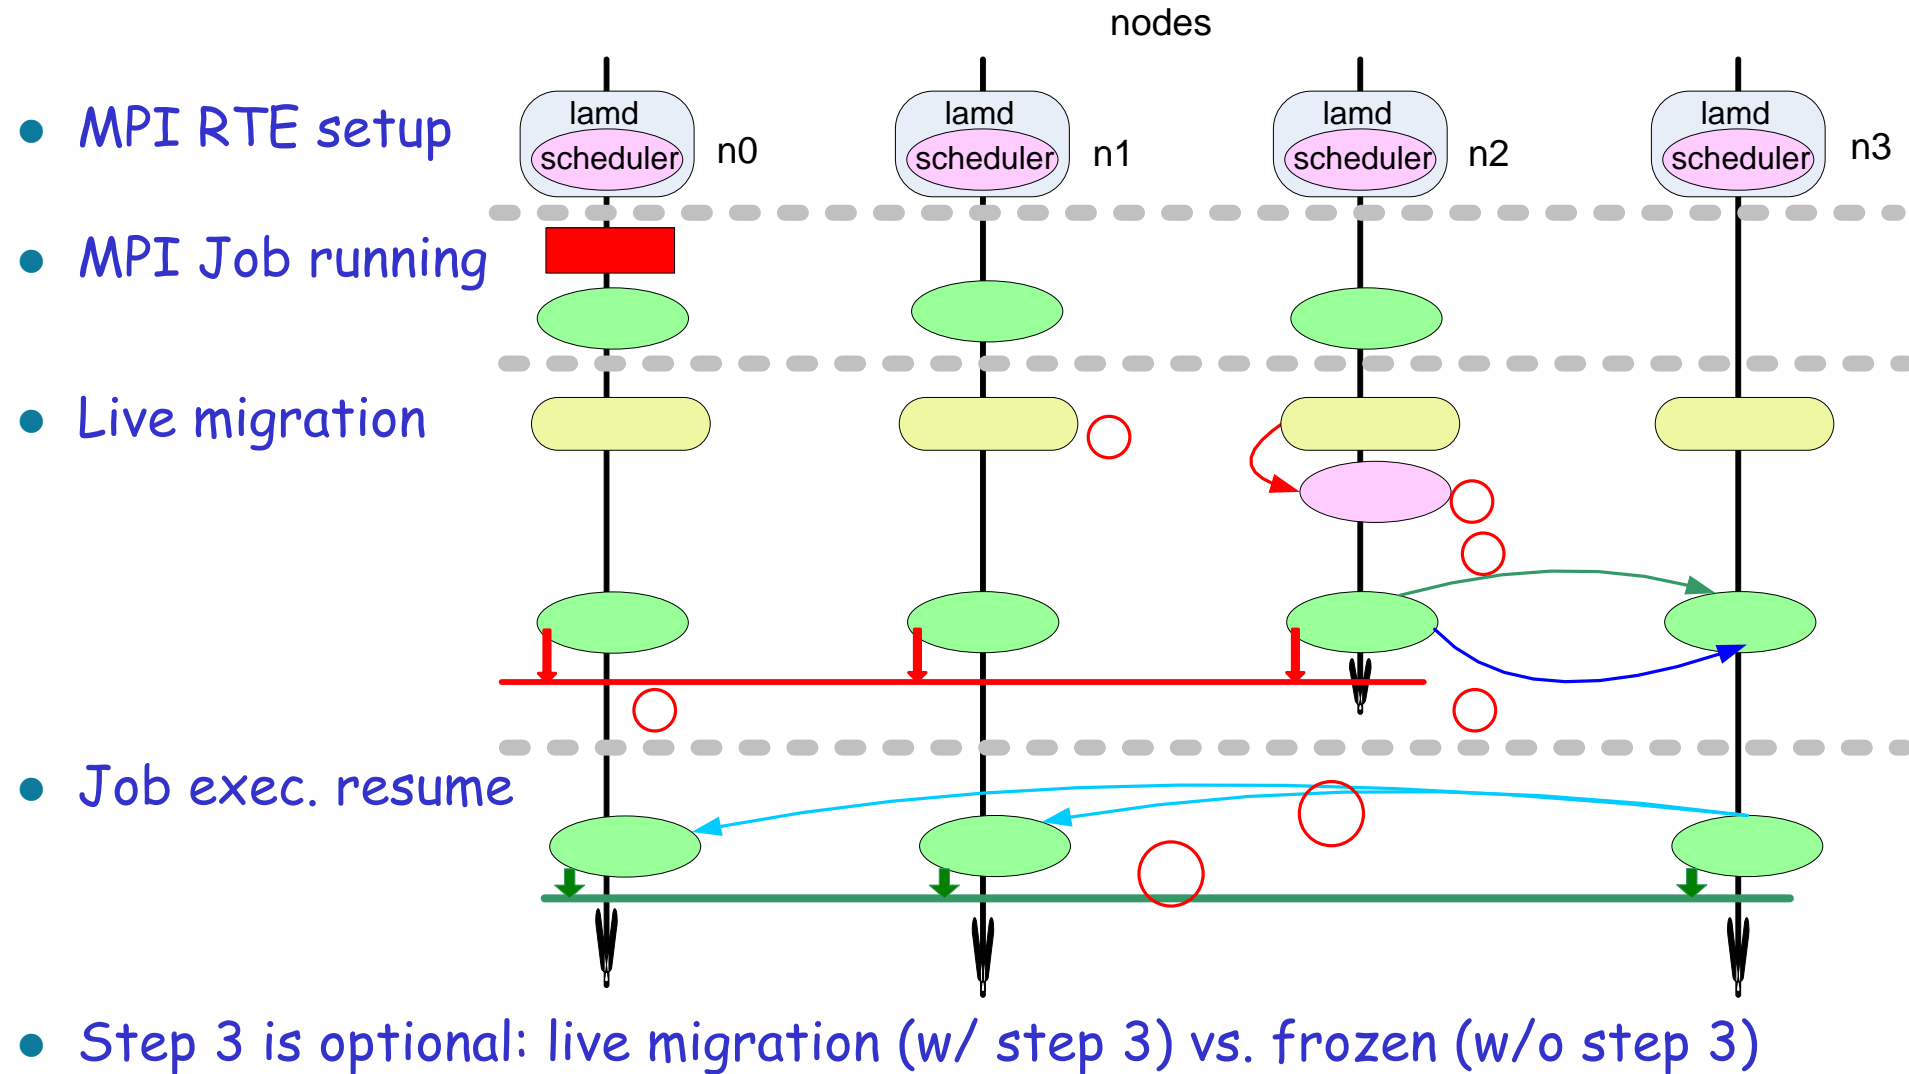 nodes
lamd
scheduler
n0
lamd
scheduler
n1
lamd
scheduler
n2
lamd
scheduler
n3
MPI RTE setup
MPI Job running
Live migration
Job exec. resume
Step 3 is optional: live migration (w/ step 3) vs. frozen (w/o step 3)